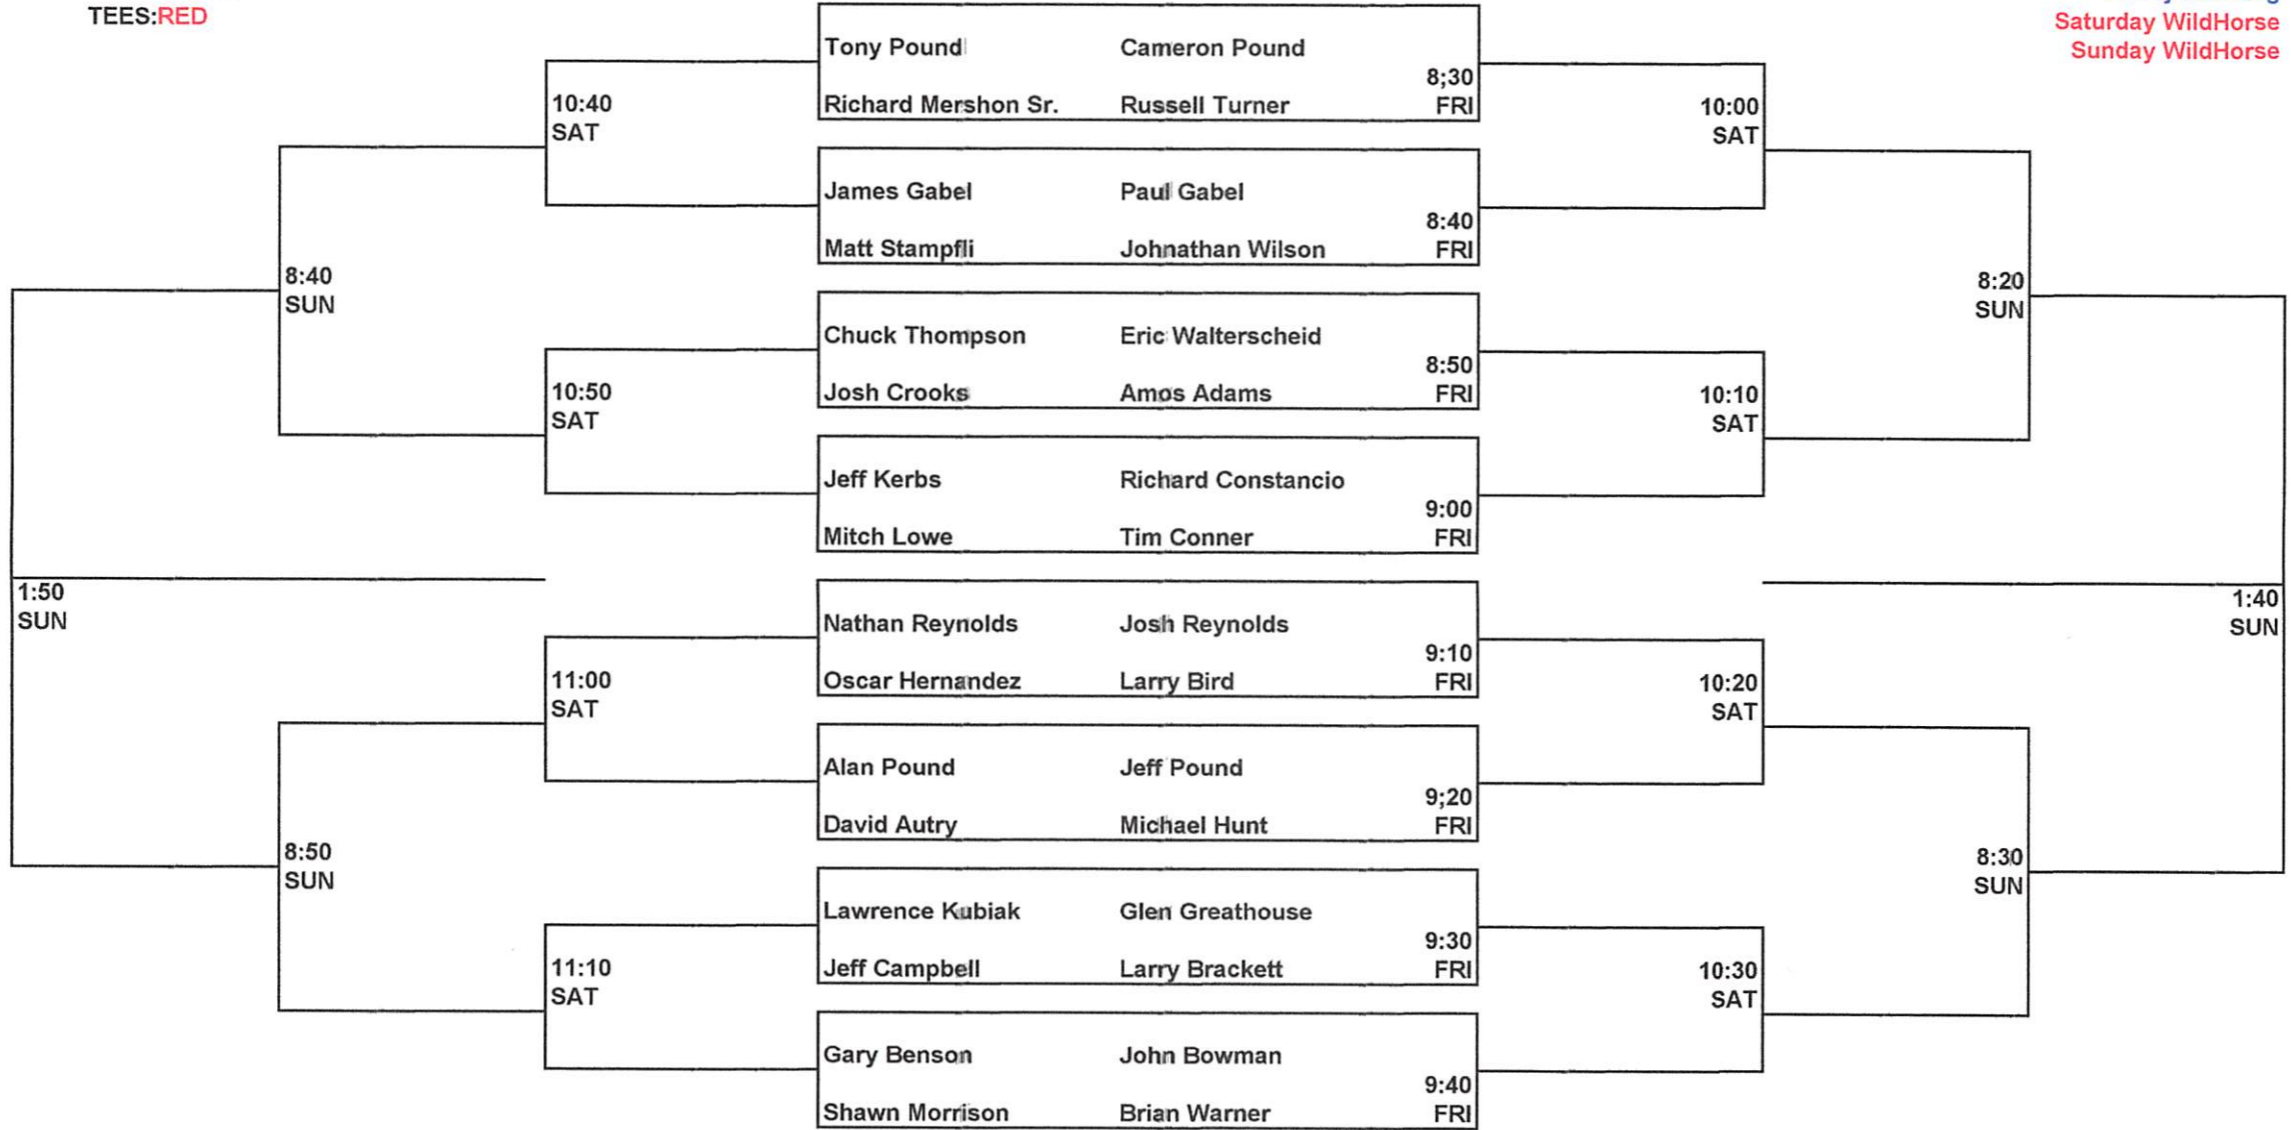 TEES:RED
Saturday WildHorse
Sunday WildHorse
Tony Pound Cameron Pound
8;30
Richard Mershon Sr. Russell Turner FRI
10:40
SAT
10:00
SAT
James Gabel Paul Gabel
8:40
Matt Stampfli Johnathan Wilson FRI
8:40
SUN
8:20
SUN
Chuck Thompson Eric Walterscheid
8:50
Josh Crooks Amos Adams FRI
10:50
SAT
10:10
SAT
Jeff Kerbs Richard Constancio
9:00
Mitch Lowe Tim Conner FRI
1:50
SUN
1:40
SUN
Nathan Reynolds Josh Reynolds
9:10
Oscar Hernandez Larry Bird FRI
11:00
SAT
10:20
SAT
Alan Pound Jeff Pound
9;20
David Autry Michael Hunt FRI
8:50
SUN
8:30
SUN
Lawrence Kubiak Glen Greathouse
9:30
Jeff Campbell Larry Brackett FRI
11:10
SAT
10:30
SAT
Gary Benson John Bowman
9:40
Shawn Morrison Brian Warner FRI